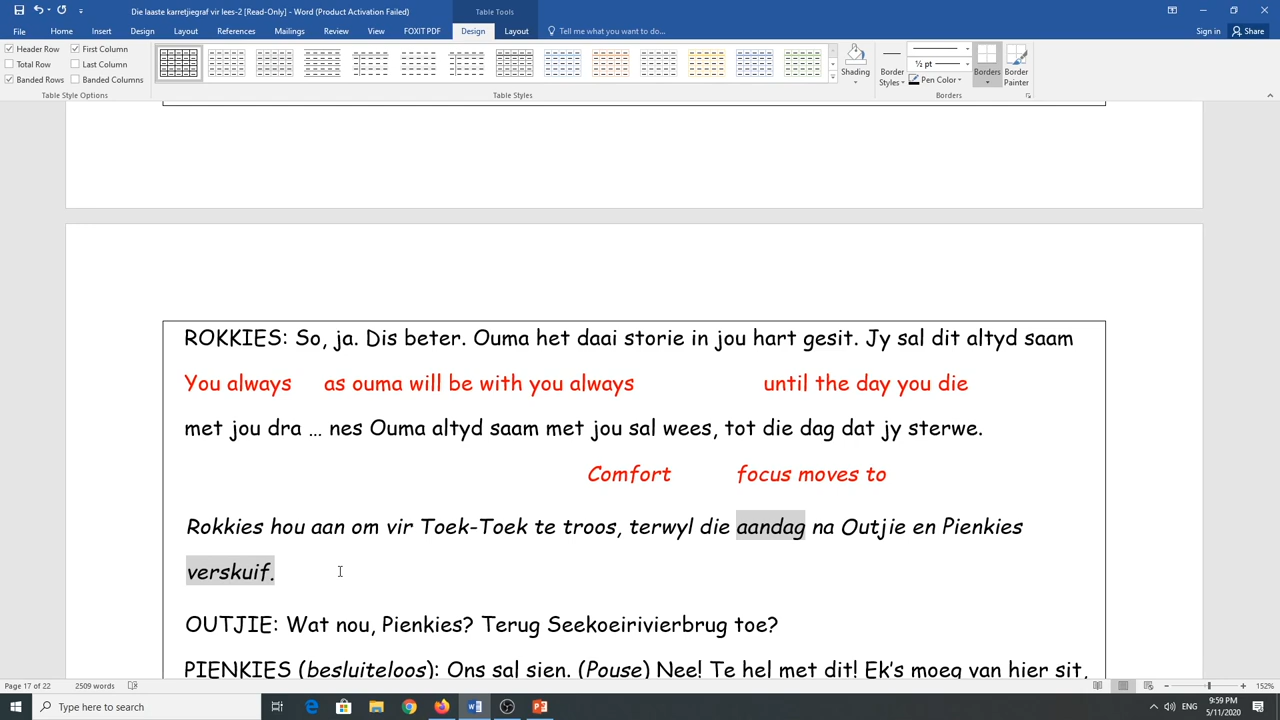 Die laaste karretjiegraf vir lees-2 [Read-Only] - Word (Product Activation Failed)
Table Tools
Sign in
Share
File
Home
Insert
Design
Layout
References
Mailings
Review
View
FOXIT PDF
Design
Layout
Tell me what you want to do...
Header Row
First Column
Total Row
Last Column
Banded Rows
Banded Columns
Table Style Options
Table Styles
Shading
Border Styles
½ pt
Pen Color
Borders
Border Painter
Borders
ROKKIES: So, ja. Dis beter. Ouma het daai storie in jou hart gesit. Jy sal dit altyd saam
You always as ouma will be with you always until the day you die
met jou dra … nes Ouma altyd saam met jou sal wees, tot die dag dat jy sterwe.
Comfort focus moves to
Rokkies hou aan om vir Toek-Toek te troos, terwyl die aandag na Outjie en Pienkies
verskuif.
OUTJIE: Wat nou, Pienkies? Terug Seekoeirivierbrug toe?
PIENKIES (besluiteloos): Ons sal sien. (Pouse) Nee! Te hel met dit! Ek’s moeg van hier sit,
Page 17 of 22
2509 words
152%
Type here to search
9:59 PM
5/11/2020